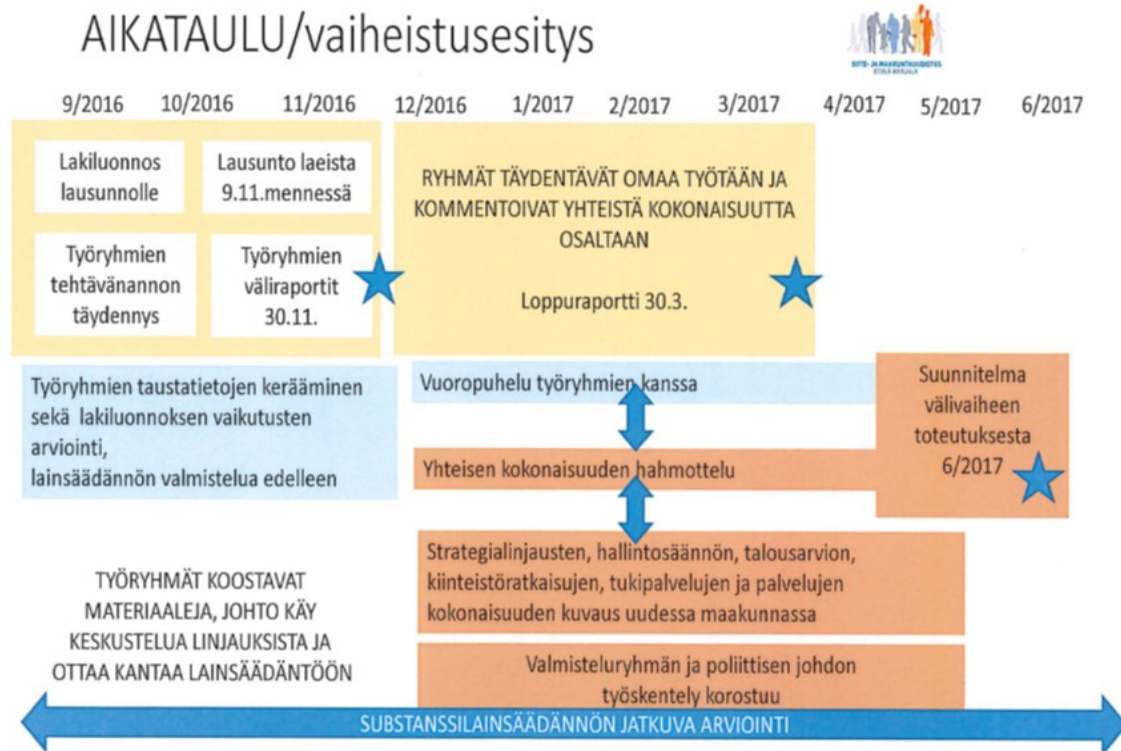 AIKATAULU/vaiheistusesitys
SOTE- JA MAAKUNTAUUDISTUS
ETELÄ-KARJALA
9/2016 10/2016 11/2016 12/2016 1/2017 2/2017 3/2017 4/2017 5/2017 6/2017
Lakiluonnos
lausunnolle
Lausunto laeista
9.11.mennessä
Työryhmien
tehtävänannon
täydennys
Työryhmien
väliraportit
30.11.
RYHMÄT TÄYDENTÄVÄT OMAA TYÖTÄÄN JA
KOMMENTOIVAT YHTEISTÄ KOKONAISUUTTA
OSALTAAN
Loppuraportti 30.3.
Työryhmien taustatietojen kerääminen
sekä lakiluonnoksen vaikutusten
arviointi,
lainsäädännön valmistelua edelleen
Vuoropuhelu työryhmien kanssa
Yhteisen kokonaisuuden hahmottelu
Suunnitelma
välivaiheen
toteutuksesta
6/2017
Strategialinjausten, hallintosäännön, talousarvion,
kiinteistöratkaisujen, tukipalvelujen ja palvelujen
kokonaisuuden kuvaus uudessa maakunnassa
TYÖRYHMÄT KOOSTAVAT
MATERIAALEJA, JOHTO KÄY
KESKUSTELUA LINJAUKSISTA JA
OTTAA KANTAA LAINSÄÄDÄNTÖÖN
Valmisteluryhmän ja poliittisen johdon
työskentely korostuu
SUBSTANSSILAINSÄÄDÄNNÖN JATKUVA ARVIOINTI